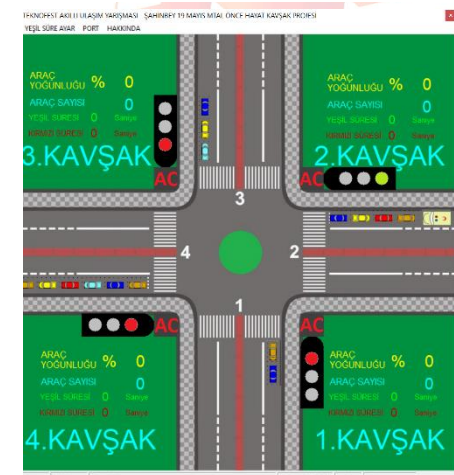 TEKNOFEST AKILLI ULAŞIM YARIŞMASI ŞAHİNBEY 19 MAYIS MTAL ÖNCE HAYAT KAVŞAK PROJESİ
YEŞİL SÜRE AYAR PORT HAKKINDA
ARAÇ YOĞUNLUĞU % 0
ARAÇ SAYISI 0
YEŞİL SÜRESİ 0 Saniye
KIRMIZI SÜRESİ 0 Saniye
3.KAVŞAK
AC
ARAÇ YOĞUNLUĞU % 0
ARAÇ SAYISI 0
YEŞİL SÜRESİ 0 Saniye
KIRMIZI SÜRESİ 0 Saniye
2.KAVŞAK
AC
3
4
2
1
AC
ARAÇ YOĞUNLUĞU % 0
ARAÇ SAYISI 0
YEŞİL SÜRESİ 0 Saniye
KIRMIZI SÜRESİ 0 Saniye
4.KAVŞAK
AC
ARAÇ YOĞUNLUĞU % 0
ARAÇ SAYISI 0
YEŞİL SÜRESİ 0 Saniye
KIRMIZI SÜRESİ 0 Saniye
1.KAVŞAK